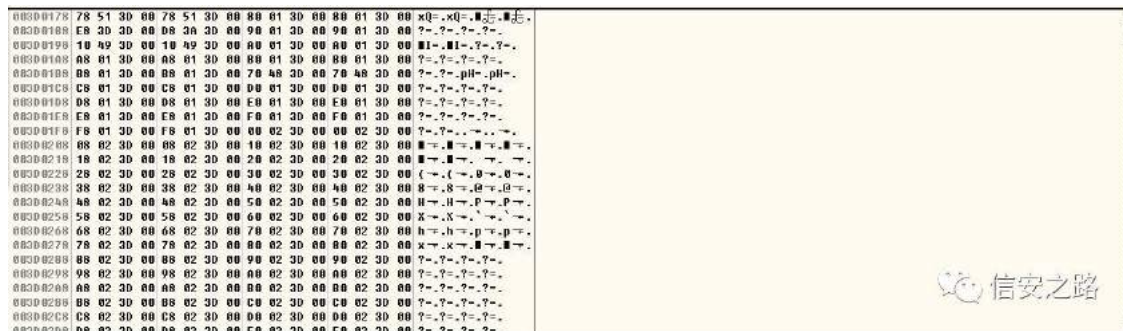 003D0178 78 51 3D 00 78 51 3D 00 80 01 3D 00 80 01 3D 00 xQ=.xQ=.
003D0188 E8 3D 3D 00 D8 3A 3D 00 90 01 3D 00 90 01 3D 00 ?=.?=.?=.?=.
003D0198 10 49 3D 00 10 49 3D 00 A0 01 3D 00 A0 01 3D 00 ■I=.■I=.?=.?=.
003D01A8 A8 01 3D 00 A8 01 3D 00 B0 01 3D 00 B0 01 3D 00 ?=.?=.?=.?=.
003D01B8 B8 01 3D 00 B8 01 3D 00 70 48 3D 00 70 48 3D 00 ?=.?=.pH=.pH=.
003D01C8 C8 01 3D 00 C8 01 3D 00 D0 01 3D 00 D0 01 3D 00 ?=.?=.?=.?=.
003D01D8 D8 01 3D 00 D8 01 3D 00 E0 01 3D 00 E0 01 3D 00 ?=.?=.?=.?=.
003D01E8 E8 01 3D 00 E8 01 3D 00 F0 01 3D 00 F0 01 3D 00 ?=.?=.?=.?=.
003D01F8 F8 01 3D 00 F8 01 3D 00 00 02 3D 00 00 02 3D 00 ?=.?=.
003D0208 08 02 3D 00 08 02 3D 00 10 02 3D 00 10 02 3D 00
003D0218 18 02 3D 00 18 02 3D 00 20 02 3D 00 20 02 3D 00
003D0228 28 02 3D 00 28 02 3D 00 30 02 3D 00 30 02 3D 00
003D0238 38 02 3D 00 38 02 3D 00 40 02 3D 00 40 02 3D 00
003D0248 48 02 3D 00 48 02 3D 00 50 02 3D 00 50 02 3D 00
003D0258 58 02 3D 00 58 02 3D 00 60 02 3D 00 60 02 3D 00
003D0268 68 02 3D 00 68 02 3D 00 70 02 3D 00 70 02 3D 00
003D0278 78 02 3D 00 78 02 3D 00 80 02 3D 00 80 02 3D 00
003D0288 88 02 3D 00 88 02 3D 00 90 02 3D 00 90 02 3D 00 ?=.?=.?=.?=.
003D0298 98 02 3D 00 98 02 3D 00 A0 02 3D 00 A0 02 3D 00 ?=.?=.?=.?=.
003D02A8 A8 02 3D 00 A8 02 3D 00 B0 02 3D 00 B0 02 3D 00 ?=.?=.?=.?=.
003D02B8 B8 02 3D 00 B8 02 3D 00 C0 02 3D 00 C0 02 3D 00 ?=.?=.?=.?=.
003D02C8 C8 02 3D 00 C8 02 3D 00 D0 02 3D 00 D0 02 3D 00 ?=.?=.?=.?=.
信安之路